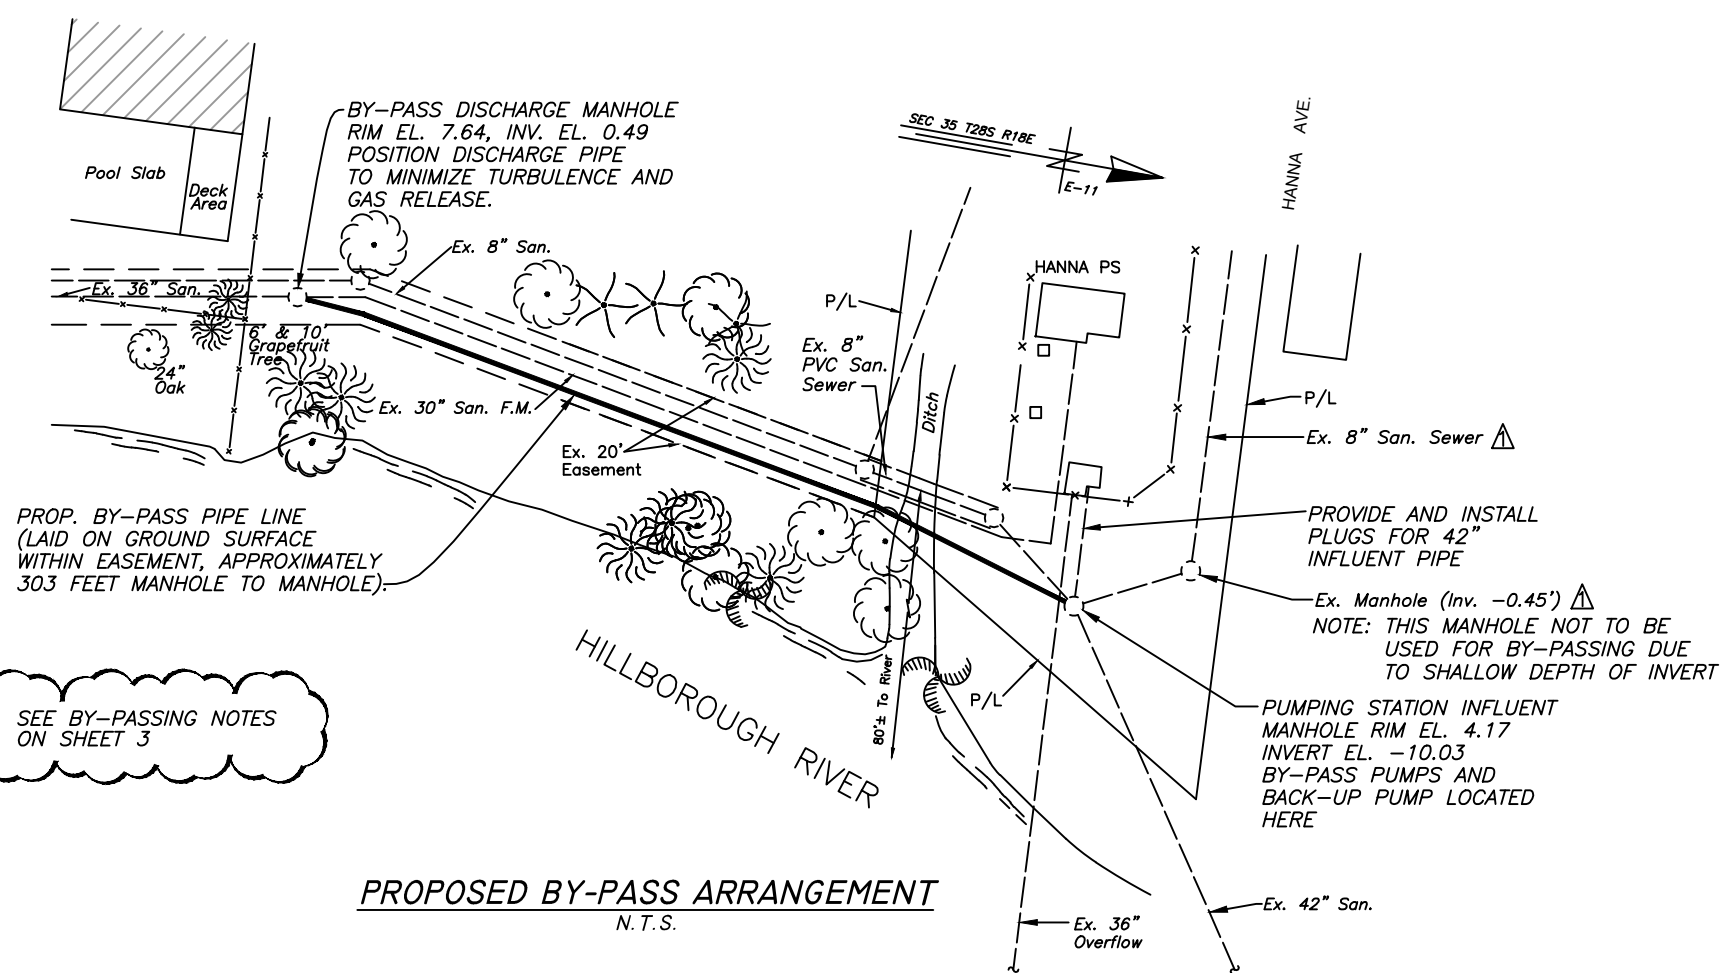 BY-PASS DISCHARGE MANHOLE
RIM EL. 7.64, INV. EL. 0.49
POSITION DISCHARGE PIPE
TO MINIMIZE TURBULENCE AND
GAS RELEASE.
SEC 35 T28S R18E
E-11
HANNA AVE.
Pool Slab
Deck
Area
Ex. 8" San.
HANNA PS
Ex. 36" San.
P/L
6' & 10'
Grapefruit
Tree
24"
Oak
Ex. 8"
PVC San.
Sewer
Ditch
P/L
Ex. 30" San. F.M.
Ex. 8" San. Sewer 1
Ex. 20'
Easement
PROP. BY-PASS PIPE LINE
(LAID ON GROUND SURFACE
WITHIN EASEMENT, APPROXIMATELY
303 FEET MANHOLE TO MANHOLE).
PROVIDE AND INSTALL
PLUGS FOR 42"
INFLUENT PIPE
Ex. Manhole (Inv. -0.45') 1
NOTE: THIS MANHOLE NOT TO BE
USED FOR BY-PASSING DUE
TO SHALLOW DEPTH OF INVERT
HILLBOROUGH RIVER
80'± To River
P/L
SEE BY-PASSING NOTES
ON SHEET 3
PUMPING STATION INFLUENT
MANHOLE RIM EL. 4.17
INVERT EL. -10.03
BY-PASS PUMPS AND
BACK-UP PUMP LOCATED
HERE
PROPOSED BY-PASS ARRANGEMENT
N.T.S.
Ex. 36"
Overflow
Ex. 42" San.